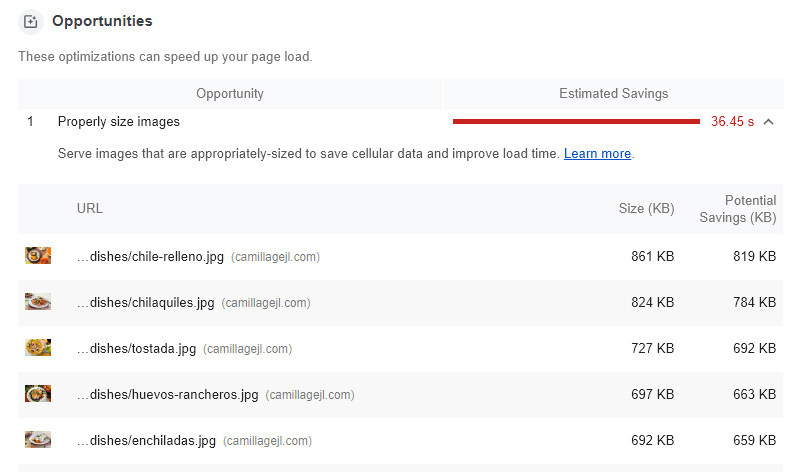 Opportunities
These optimizations can speed up your page load.
Opportunity Estimated Savings
1 Properly size images 36.45 s
Serve images that are appropriately-sized to save cellular data and improve load time. Learn more.
URL Size (KB) Potential Savings (KB)
...dishes/chile-relleno.jpg (camillagejl.com) 861 KB 819 KB
...dishes/chilaquiles.jpg (camillagejl.com) 824 KB 784 KB
...dishes/tostada.jpg (camillagejl.com) 727 KB 692 KB
...dishes/huevos-rancheros.jpg (camillagejl.com) 697 KB 663 KB
...dishes/enchiladas.jpg (camillagejl.com) 692 KB 659 KB